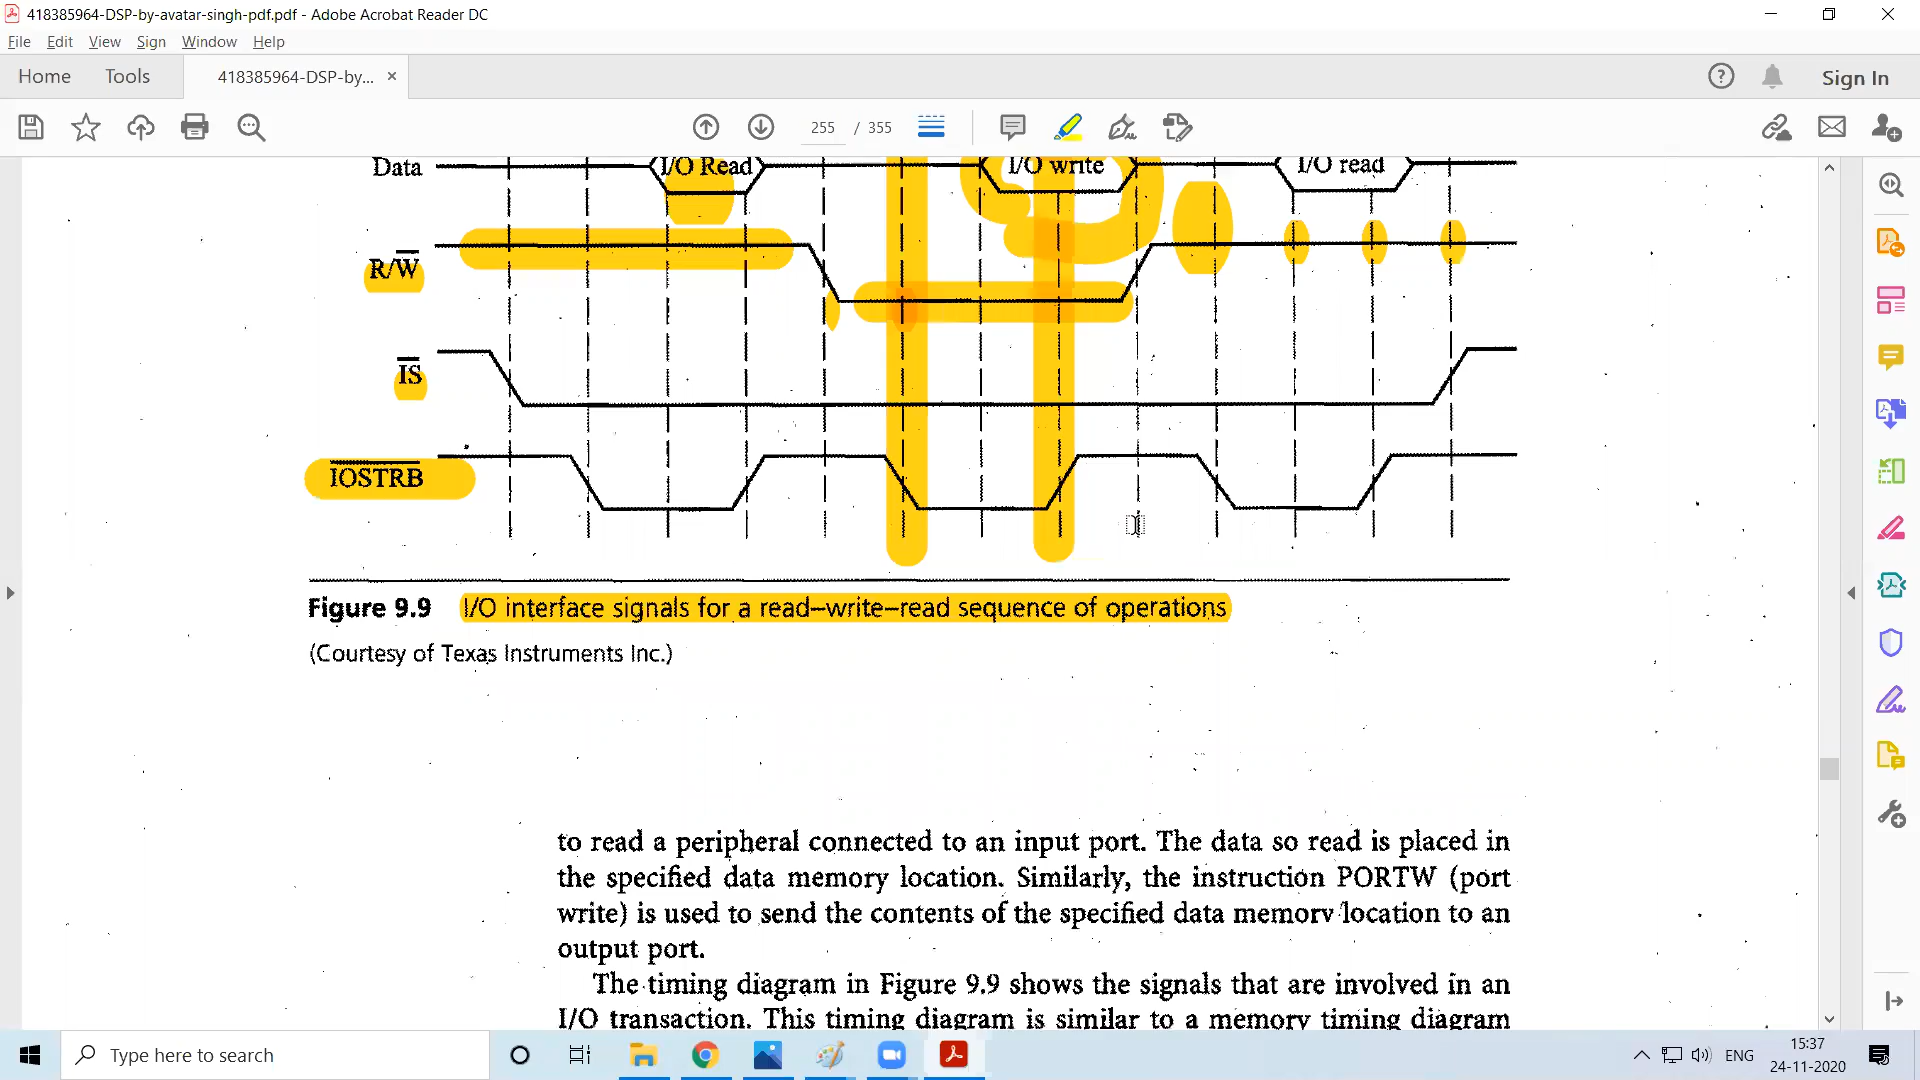 418385964-DSP-by-avatar-singh-pdf.pdf - Adobe Acrobat Reader DC
File Edit View Sign Window Help
Home Tools 418385964-DSP-by... × Sign In
255 / 355
Data I/O Read I/O write I/O read
R/W
IS
IOSTRB
Figure 9.9 I/O interface signals for a read–write–read sequence of operations
(Courtesy of Texas Instruments Inc.)
to read a peripheral connected to an input port. The data so read is placed in
the specified data memory location. Similarly, the instruction PORTW (port
write) is used to send the contents of the specified data memory location to an
output port.
The timing diagram in Figure 9.9 shows the signals that are involved in an
I/O transaction. This timing diagram is similar to a memory timing diagram
Type here to search
ENG
15:37
24-11-2020